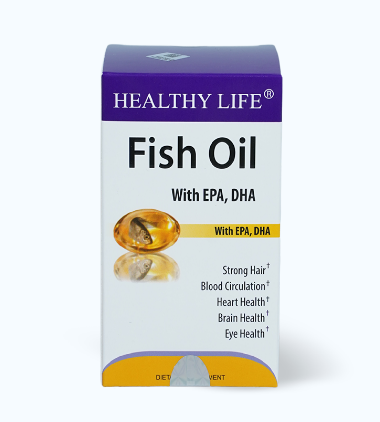 HEALTHY LIFE®
Fish Oil
With EPA, DHA
With EPA, DHA
Strong Hair†
Blood Circulation†
Heart Health†
Brain Health†
Eye Health†